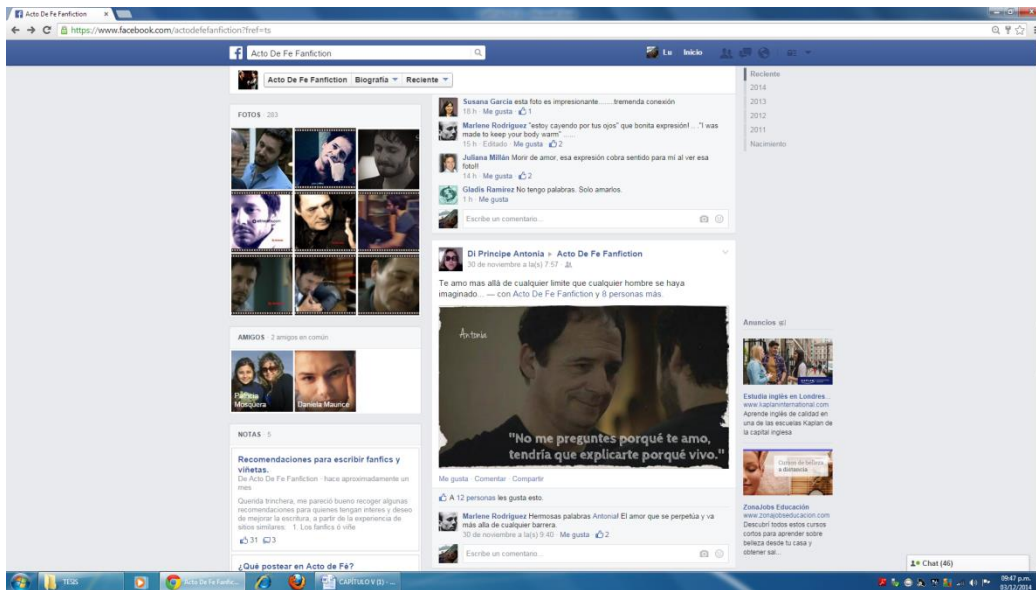 Acto De Fe Fanfiction
https://www.facebook.com/actodefefanfiction?fref=ts
Acto De Fe Fanfiction
Lu Inicio
Acto De Fe Fanfiction Biografía Reciente
Reciente
2014
2013
2012
2011
Nacimiento
FOTOS · 283
AMIGOS · 2 amigos en común
Patricia Mosquera
Daniela Maurice
NOTAS · 5
Recomendaciones para escribir fanfics y
viñetas.
De Acto De Fe Fanfiction · hace aproximadamente un
mes
Querida trinchera, me pareció bueno recoger algunas
recomendaciones para quienes tengan interes y deseo
de mejorar la escritura, a partir de la experiencia de
sitios similares: 1. Los fanfics ó viñe
31 3
¿Qué postear en Acto de Fé?
Susana Garcia esta foto es impresionante.......tremenda conexión
18 h · Me gusta · 1
Marlene Rodríguez "estoy cayendo por tus ojos" que bonita expresión! ...."I was
made to keep your body warm" .....
15 h · Editado · Me gusta · 2
Juliana Millán Morir de amor, esa expresión cobra sentido para mí al ver esa
foto!!
14 h · Me gusta · 2
Gladis Ramírez No tengo palabras. Solo amarlos.
1 h · Me gusta
Escribe un comentario...
Di Principe Antonia ▸ Acto De Fe Fanfiction
30 de noviembre a la(s) 7:57
Te amo mas allá de cualquier limite que cualquier hombre se haya
imaginado... — con Acto De Fe Fanfiction y 8 personas más.
Antonia
"No me preguntes porqué te amo,
tendría que explicarte porqué vivo."
Me gusta · Comentar · Compartir
A 12 personas les gusta esto.
Marlene Rodríguez Hermosas palabras Antonia! El amor que se perpetúa y va
más alla de cualquier barrera.
30 de noviembre a la(s) 9:40 · Me gusta · 2
Escribe un comentario...
Anuncios
Estudia inglés en Londres...
www.kaplaninternational.com
Aprende inglés de calidad en
una de las escuelas Kaplan de
la capital inglesa
Cursos de belleza
a distancia
ZonaJobs Educación
www.zonajobseducacion.com
Descubrí todos estos cursos
cortos para aprender sobre
belleza desde tu casa y
obtener sal...
Chat (46)
TESIS
Acto De Fe Fanfic...
CAPÍTULO V (1) - ...
09:47 p.m.
03/12/2014